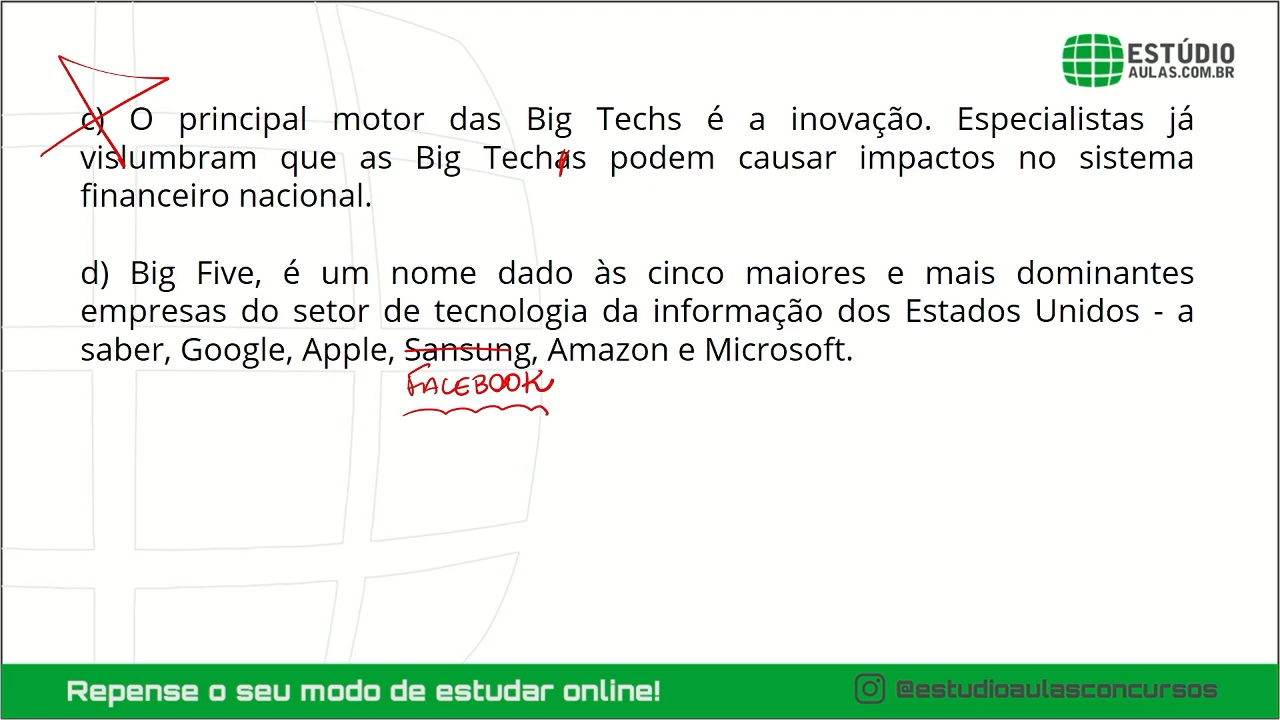 ESTÚDIO
AULAS.COM.BR
c) O principal motor das Big Techs é a inovação. Especialistas já
vislumbram que as Big Techas podem causar impactos no sistema
financeiro nacional.
d) Big Five, é um nome dado às cinco maiores e mais dominantes
empresas do setor de tecnologia da informação dos Estados Unidos - a
saber, Google, Apple, Sansung, Amazon e Microsoft.
FACEBOOK
Repense o seu modo de estudar online!
@estudioaulasconcursos